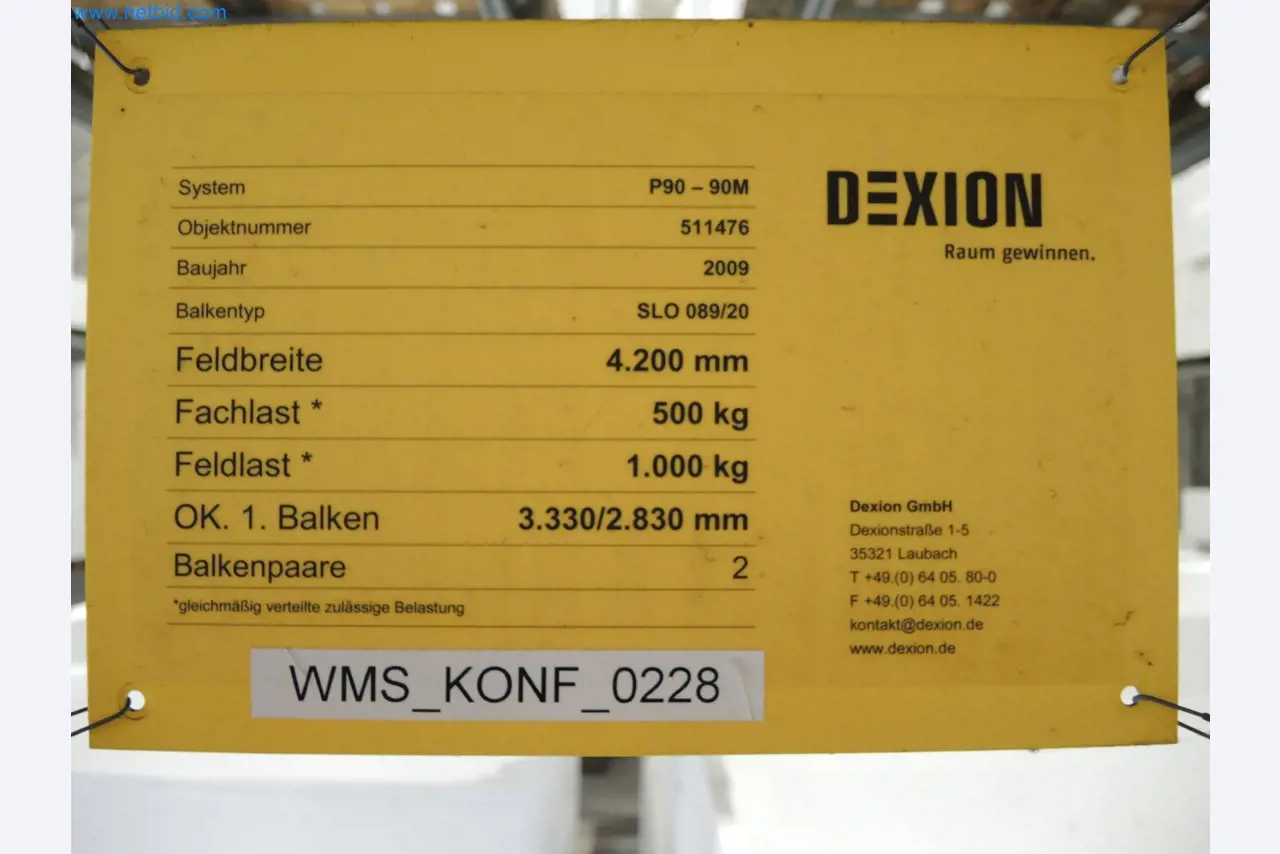 www.netbid.com
System P90 – 90M
Objektnummer 511476
Baujahr 2009
Balkentyp SLO 089/20
Feldbreite 4.200 mm
Fachlast * 500 kg
Feldlast * 1.000 kg
OK. 1. Balken 3.330/2.830 mm
Balkenpaare 2
*gleichmäßig verteilte zulässige Belastung
WMS_KONF_0228
DEXION
Raum gewinnen.
Dexion GmbH
Dexionstraße 1-5
35321 Laubach
T +49.(0) 64 05. 80-0
F +49.(0) 64 05. 1422
kontakt@dexion.de
www.dexion.de